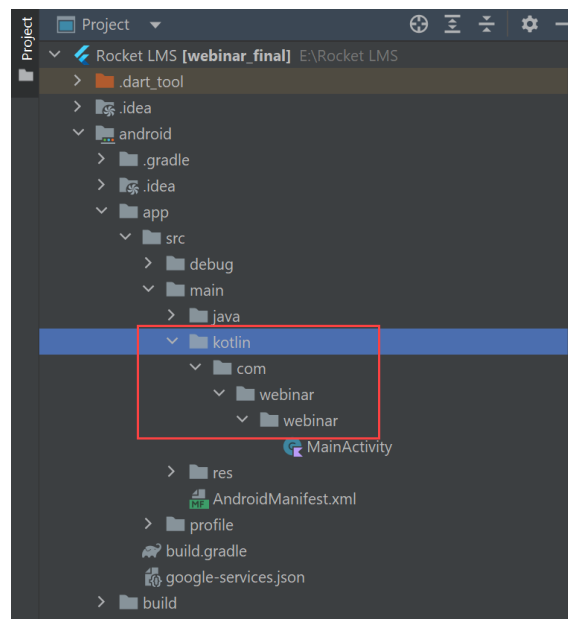 Project
Project
Rocket LMS [webinar_final] E:\Rocket LMS
.dart_tool
.idea
android
.gradle
.idea
app
src
debug
main
java
kotlin
com
webinar
webinar
MainActivity
res
MF AndroidManifest.xml
profile
build.gradle
google-services.json
build